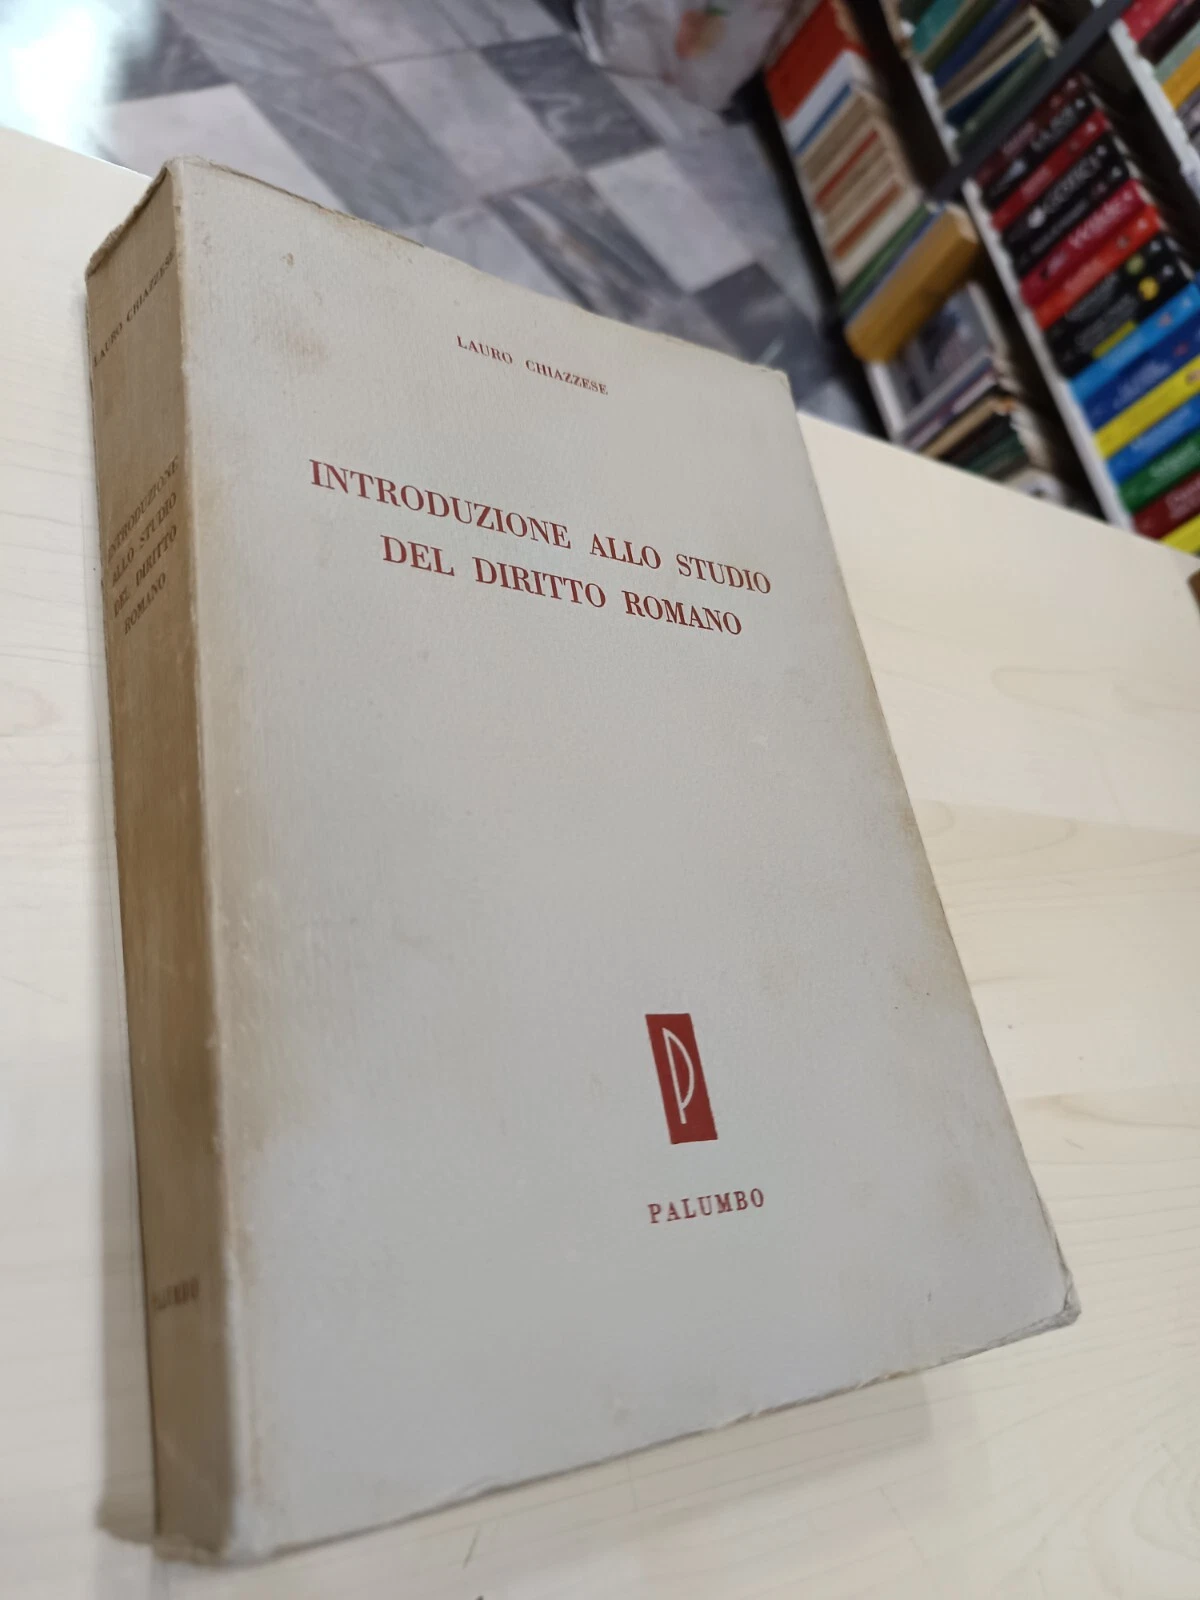 LAURO CHIAZZESE
INTRODUZIONE ALLO STUDIO
DEL DIRITTO ROMANO
P
PALUMBO
LAURO CHIAZZESE
INTRODUZIONE
ALLO STUDIO
DEL DIRITTO
ROMANO
PALUMBO